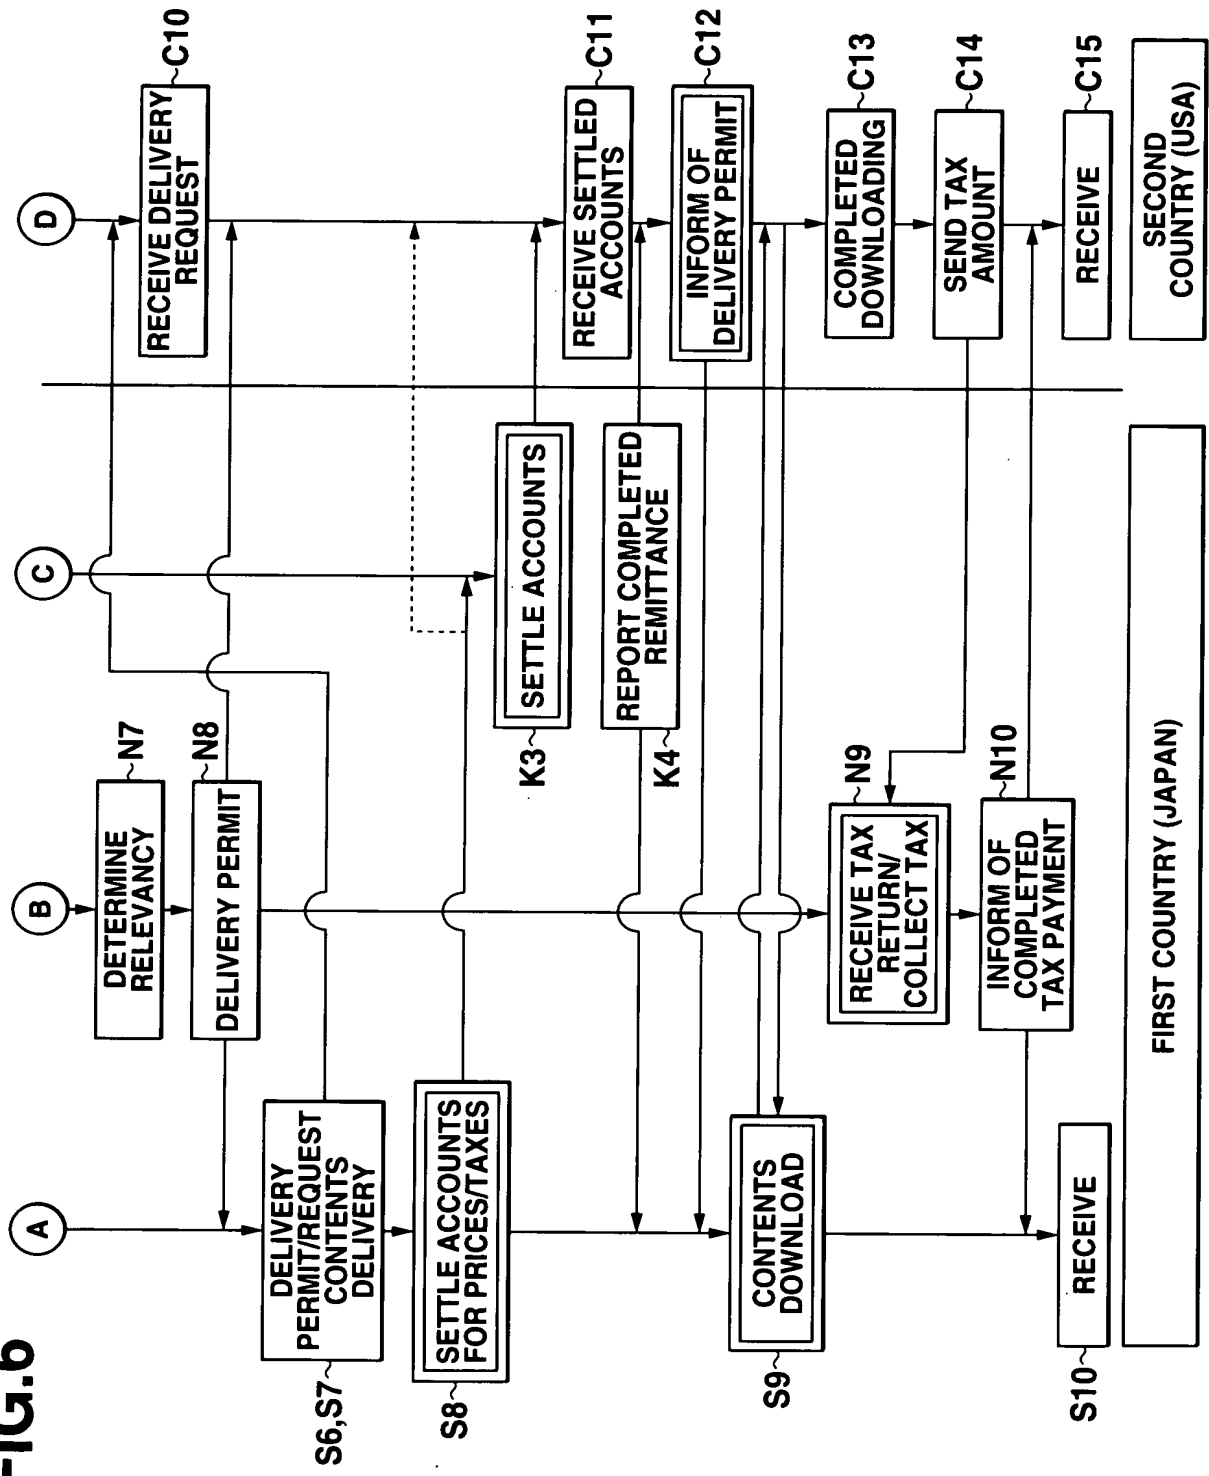 FIG.6
A
B
C
D
DETERMINE
RELEVANCY
N7
DELIVERY PERMIT
N8
RECEIVE DELIVERY
REQUEST
C10
DELIVERY
PERMIT/REQUEST
CONTENTS
DELIVERY
S6,S7
SETTLE ACCOUNTS
FOR PRICES/TAXES
S8
SETTLE ACCOUNTS
K3
RECEIVE SETTLED
ACCOUNTS
C11
REPORT COMPLETED
REMITTANCE
K4
INFORM OF
DELIVERY PERMIT
C12
CONTENTS
DOWNLOAD
S9
COMPLETED
DOWNLOADING
C13
RECEIVE TAX
RETURN/
COLLECT TAX
N9
SEND TAX
AMOUNT
C14
INFORM OF
COMPLETED
TAX PAYMENT
N10
RECEIVE
S10
RECEIVE
C15
FIRST COUNTRY (JAPAN)
SECOND
COUNTRY (USA)